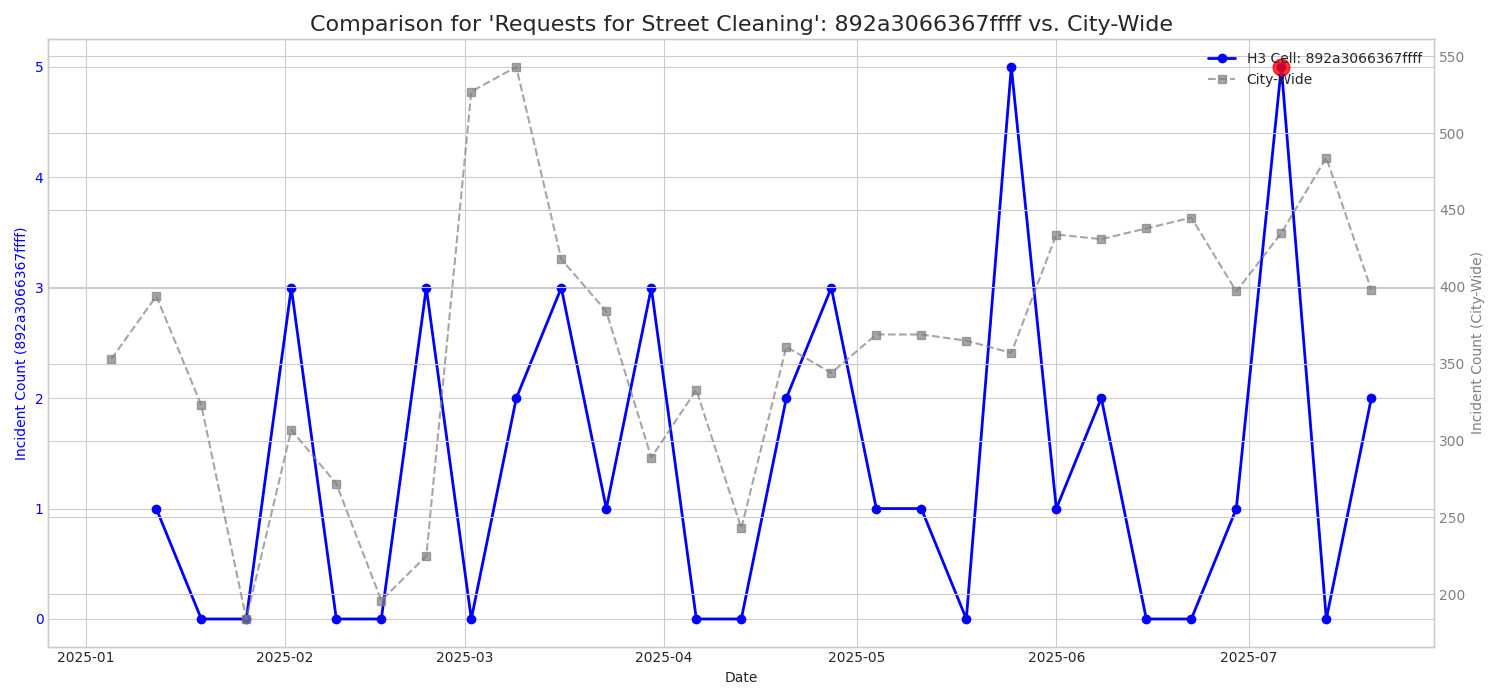 Comparison for 'Requests for Street Cleaning': 892a3066367ffff vs. City-Wide
H3 Cell: 892a3066367ffff
City-Wide
Incident Count (892a3066367ffff)
5
4
3
2
1
0
550
500
450
400
350
300
250
200
Incident Count (City-Wide)
2025-01 2025-02 2025-03 2025-04 2025-05 2025-06 2025-07
Date